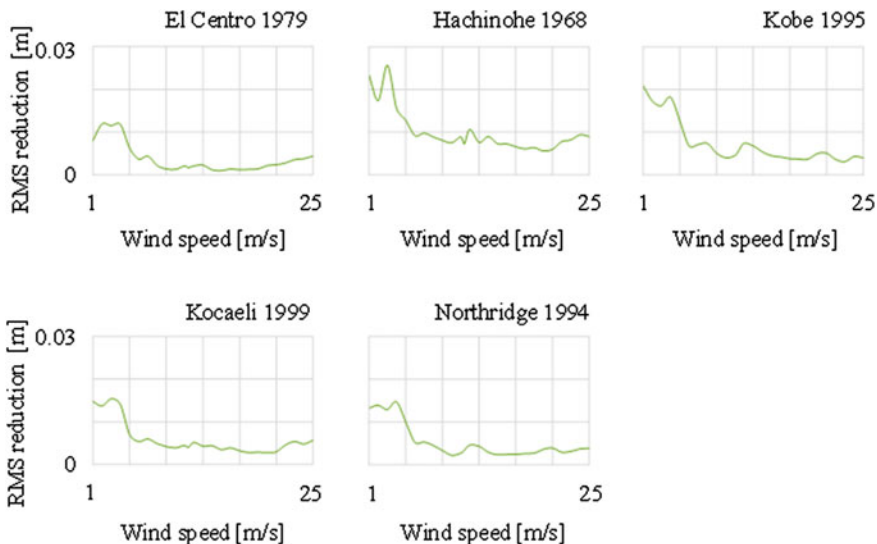 El Centro 1979
Hachinohe 1968
Kobe 1995
RMS reduction [m]
0.03
0
1 25
1 25
1 25
Wind speed [m/s]
Wind speed [m/s]
Wind speed [m/s]
Kocaeli 1999
Northridge 1994
RMS reduction [m]
0.03
0
1 25
1 25
Wind speed [m/s]
Wind speed [m/s]